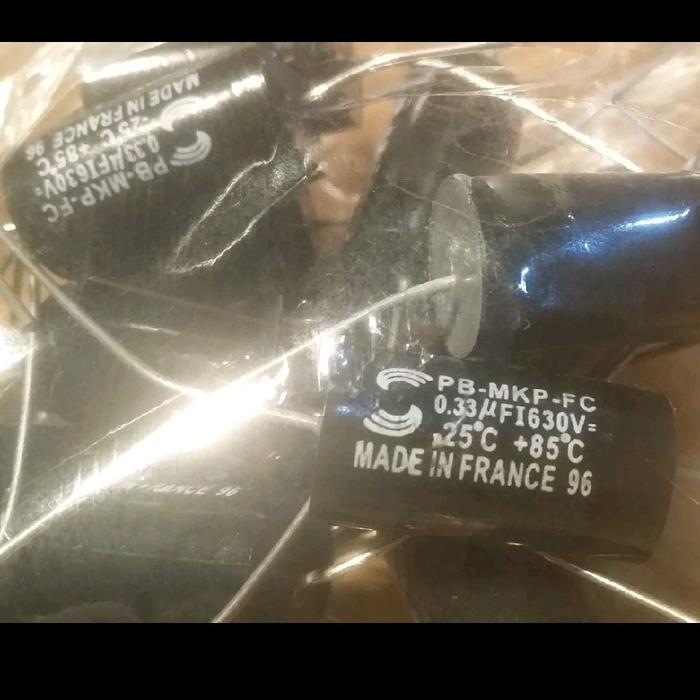 PB-MKP-FC
0.33µFI630V=
-25°C +85°C
MADE IN FRANCE 96
PB-MKP-FC
0.33µFI630V=
-25°C +85°C
MADE IN FRANCE 96
FRANCE 96